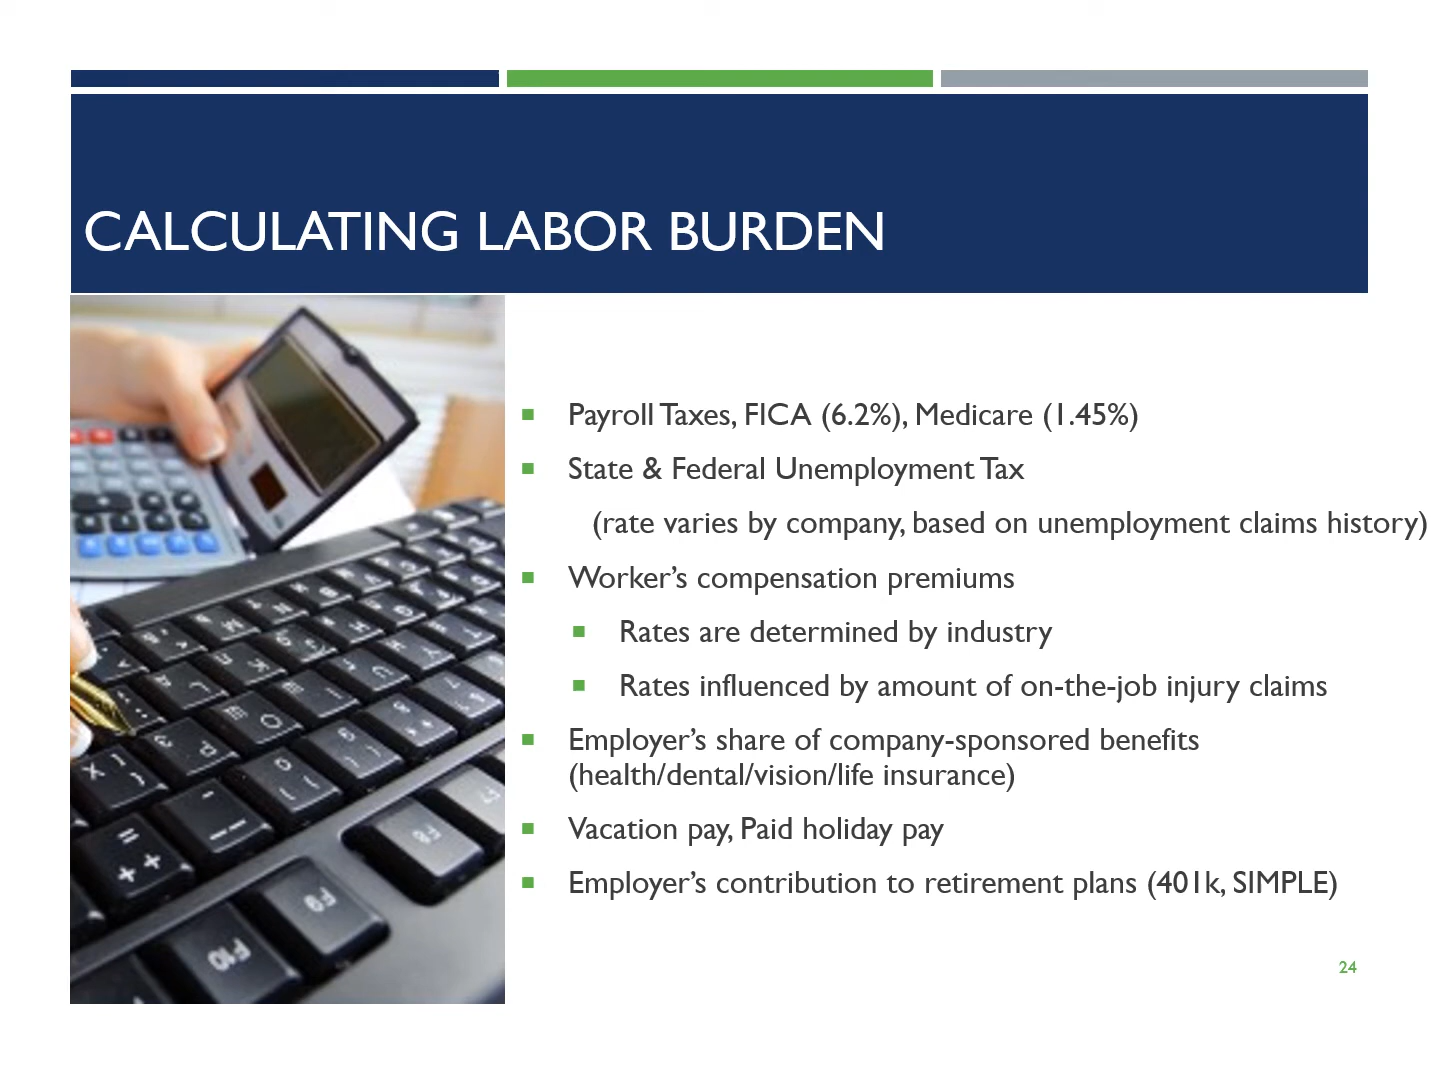 CALCULATING LABOR BURDEN
Payroll Taxes, FICA (6.2%), Medicare (1.45%)
State & Federal Unemployment Tax
(rate varies by company, based on unemployment claims history)
Worker’s compensation premiums
Rates are determined by industry
Rates influenced by amount of on-the-job injury claims
Employer’s share of company-sponsored benefits
(health/dental/vision/life insurance)
Vacation pay, Paid holiday pay
Employer’s contribution to retirement plans (401k, SIMPLE)
24
F10
F9
F8